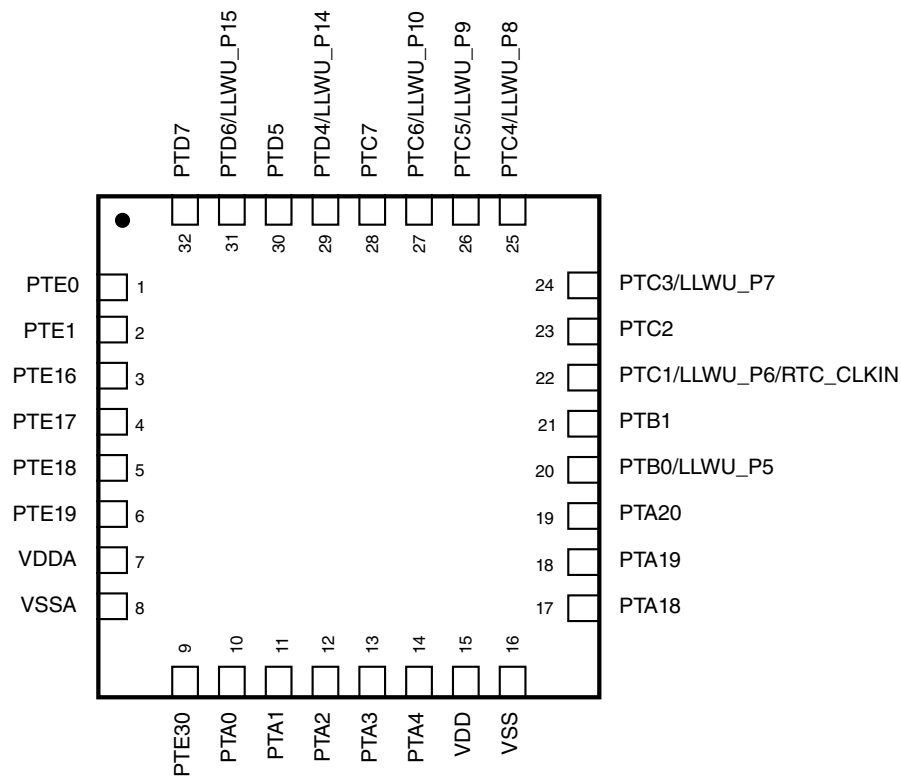 PTD7
PTD6/LLWU_P15
PTD5
PTD4/LLWU_P14
PTC7
PTC6/LLWU_P10
PTC5/LLWU_P9
PTC4/LLWU_P8
32
31
30
29
28
27
26
25
PTE0
1
PTE1
2
PTE16
3
PTE17
4
PTE18
5
PTE19
6
VDDA
7
VSSA
8
24
PTC3/LLWU_P7
23
PTC2
22
PTC1/LLWU_P6/RTC_CLKIN
21
PTB1
20
PTB0/LLWU_P5
19
PTA20
18
PTA19
17
PTA18
9
10
11
12
13
14
15
16
PTE30
PTA0
PTA1
PTA2
PTA3
PTA4
VDD
VSS